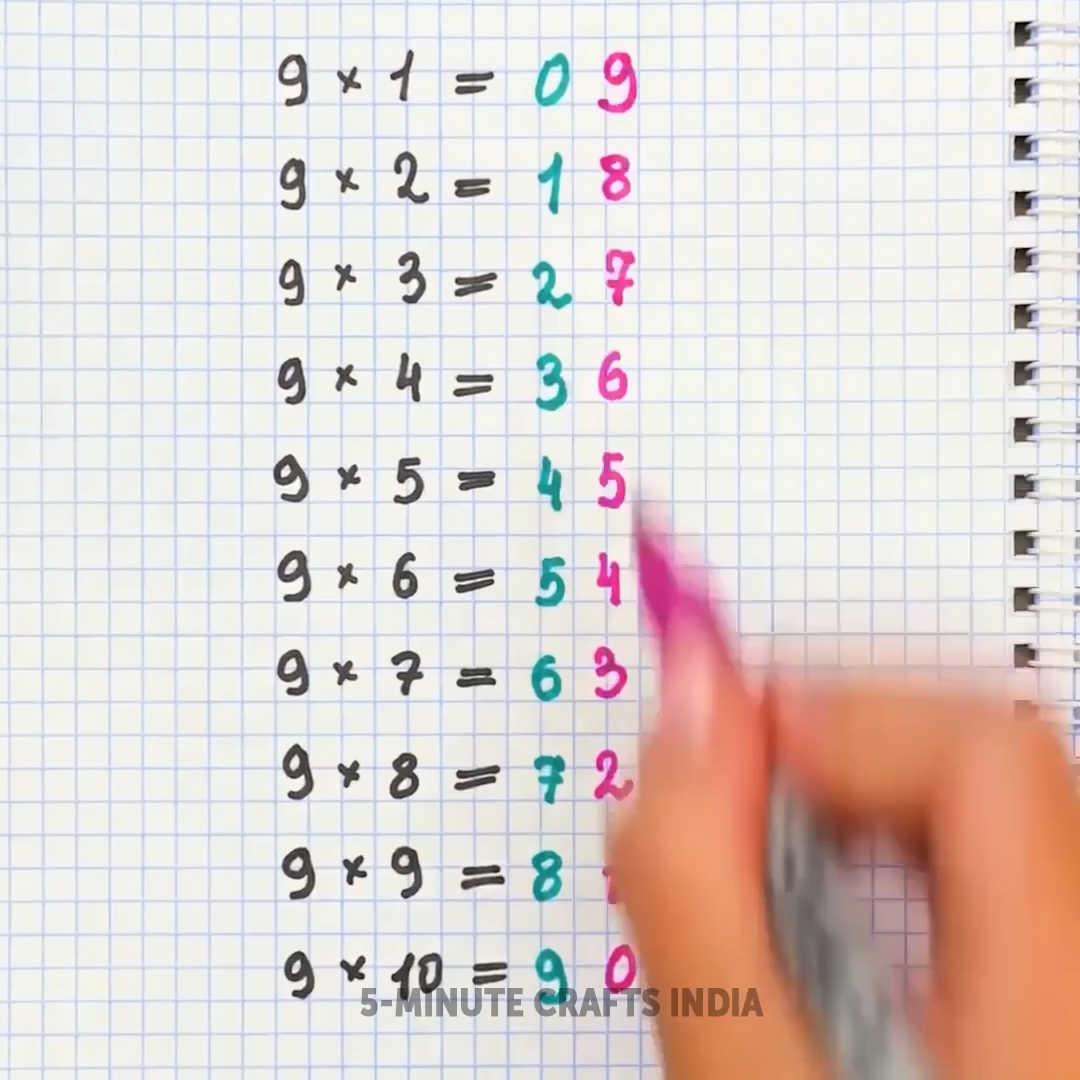 9 × 1 = 0 9
9 × 2 = 1 8
9 × 3 = 2 7
9 × 4 = 3 6
9 × 5 = 4 5
9 × 6 = 5 4
9 × 7 = 6 3
9 × 8 = 7 2
9 × 9 = 8
9 × 10 = 9 0
5-MINUTE CRAFTS INDIA